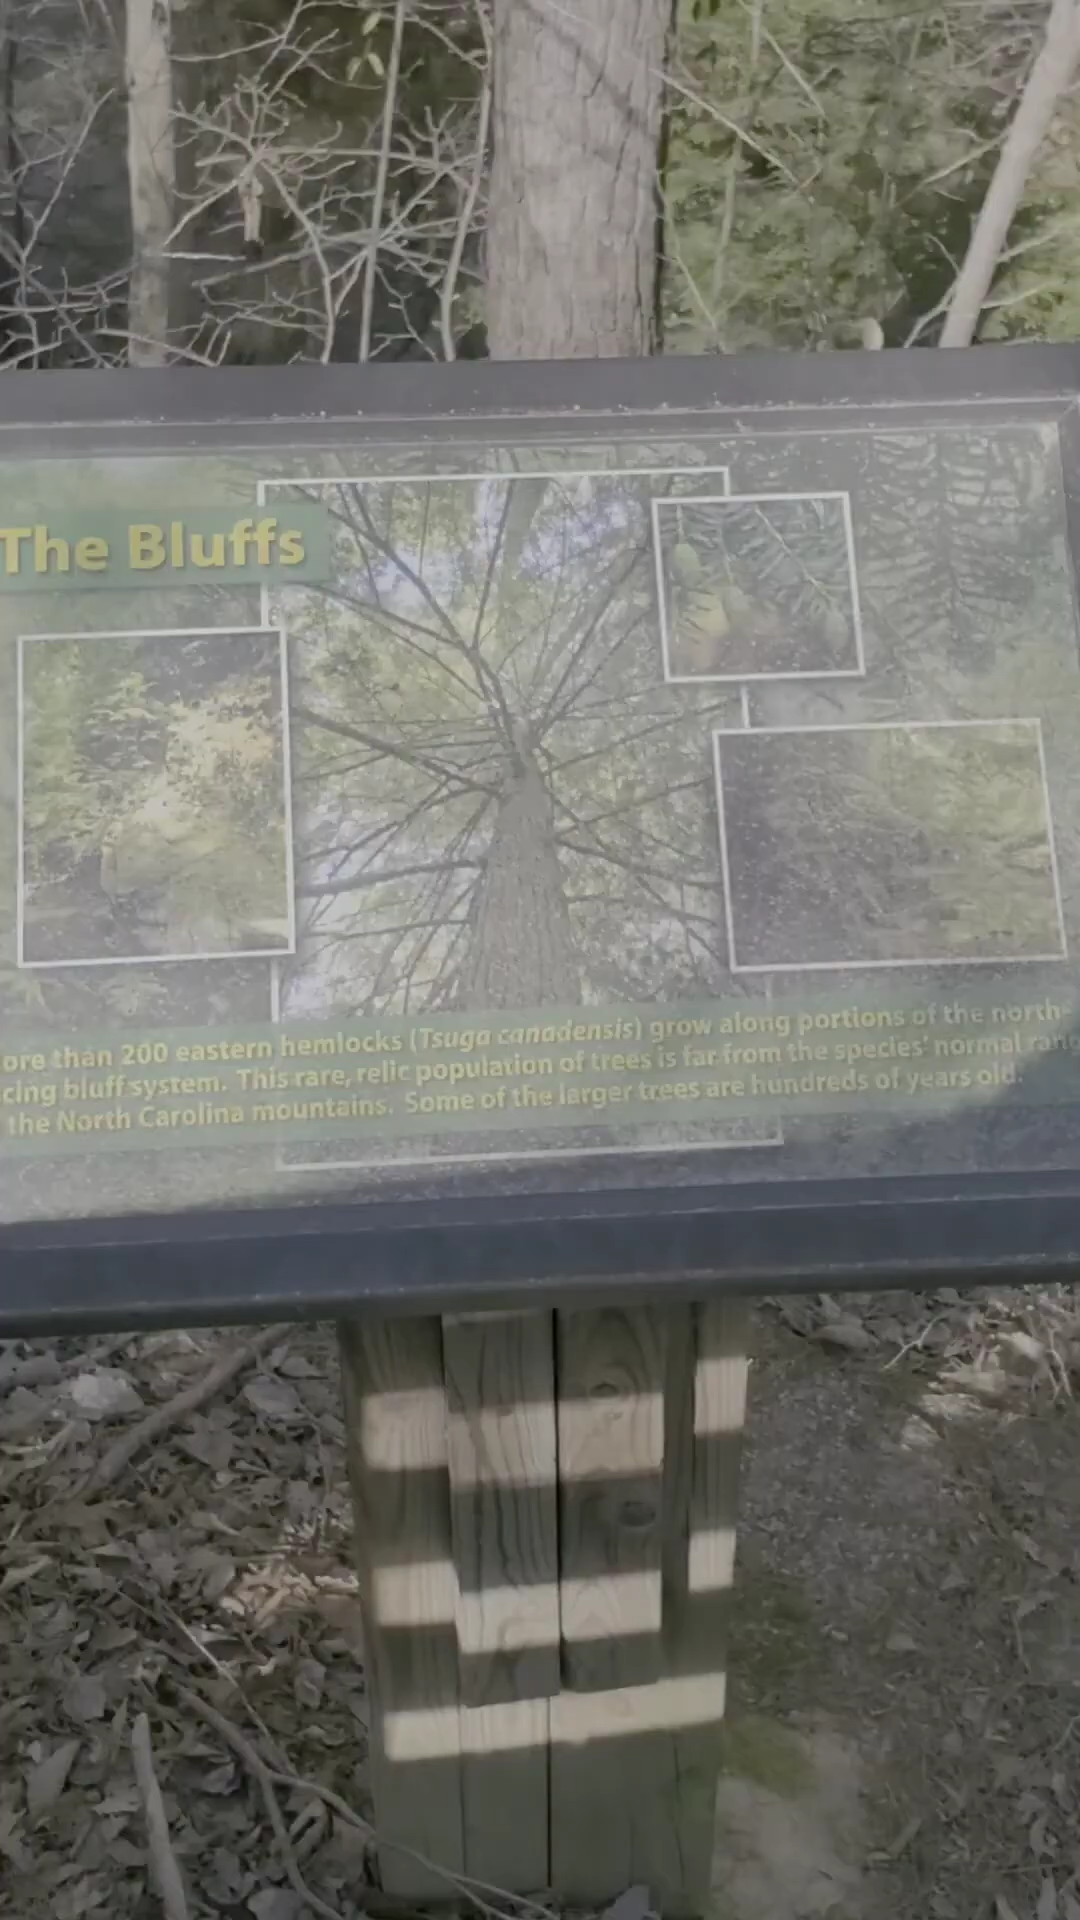 The Bluffs
ore than 200 eastern hemlocks (Tsuga canadensis) grow along portions of the north-
cing bluff system. This rare, relic population of trees is far from the species' normal rang
the North Carolina mountains. Some of the larger trees are hundreds of years old.